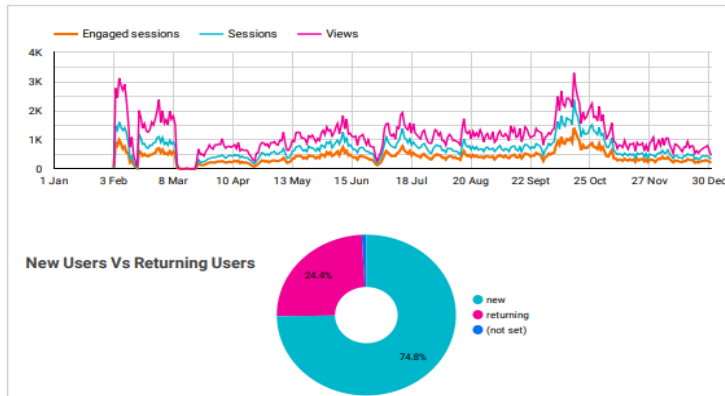 Engaged sessions Sessions Views
4K
3K
2K
1K
0
1 Jan 3 Feb 8 Mar 10 Apr 13 May 15 Jun 18 Jul 20 Aug 22 Sept 25 Oct 27 Nov 30 Dec
New Users Vs Returning Users
24.4%
74.8%
new
returning
(not set)